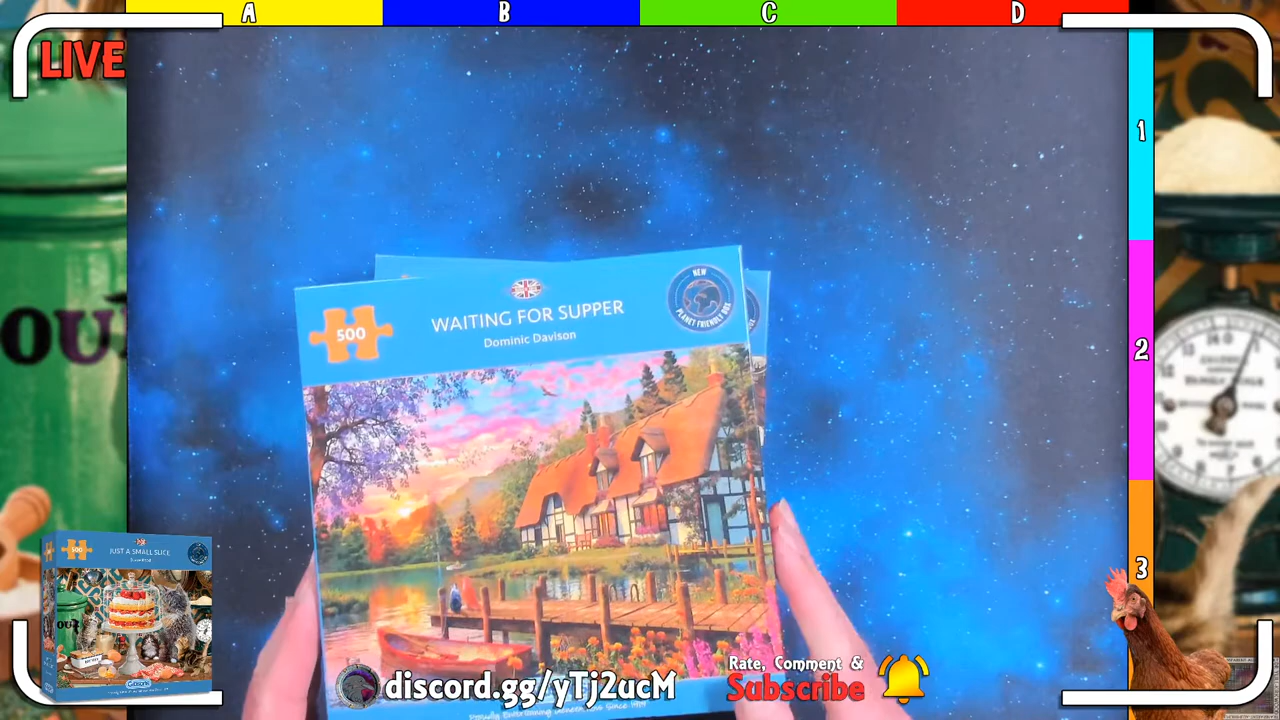 A B C D
LIVE
1
2
3
NEW
PLANET FRIENDLY BOX
500
WAITING FOR SUPPER
Dominic Davison
500
JUST A SMALL SLICE
OU
OU
Gibsons
discord.gg/yTj2ucM
Rate, Comment &
Subscribe